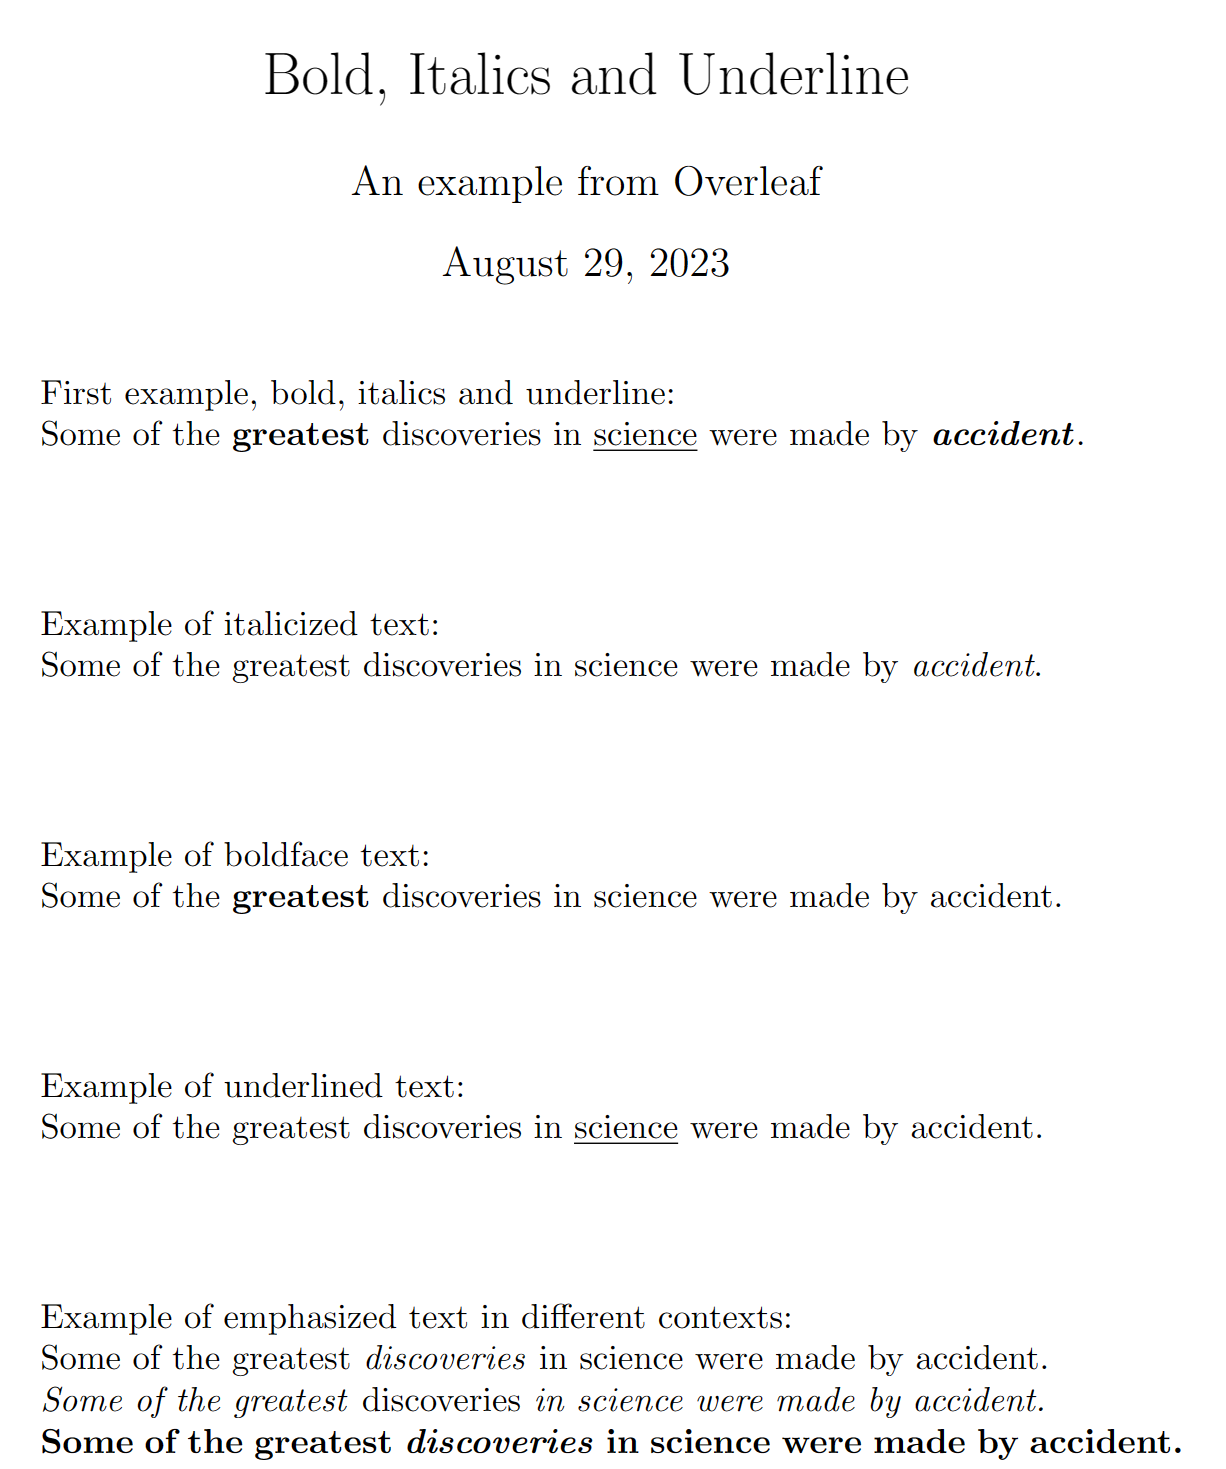 Bold, Italics and Underline
An example from Overleaf
August 29, 2023
First example, bold, italics and underline:
Some of the greatest discoveries in science were made by accident.
Example of italicized text:
Some of the greatest discoveries in science were made by accident.
Example of boldface text:
Some of the greatest discoveries in science were made by accident.
Example of underlined text:
Some of the greatest discoveries in science were made by accident.
Example of emphasized text in different contexts:
Some of the greatest discoveries in science were made by accident.
Some of the greatest discoveries in science were made by accident.
Some of the greatest discoveries in science were made by accident.